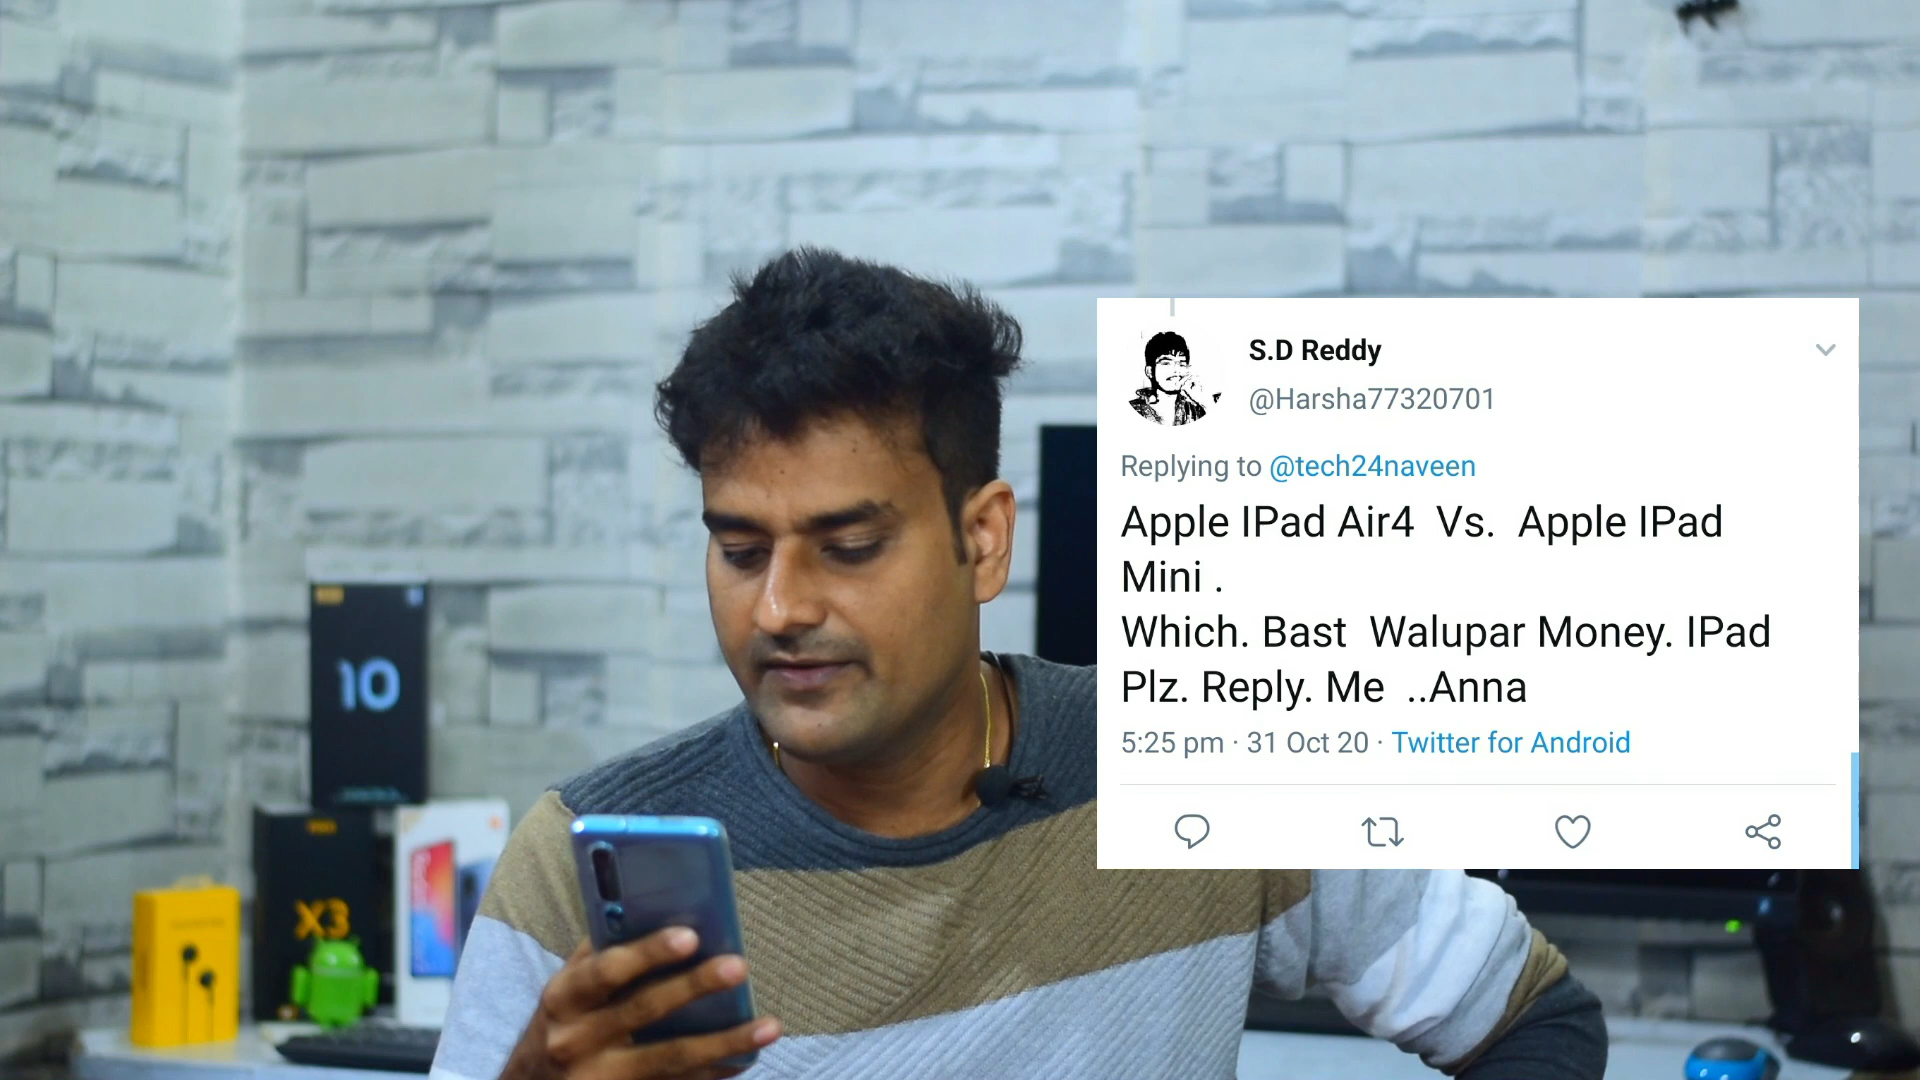 S.D Reddy
@Harsha77320701
Replying to @tech24naveen
Apple IPad Air4 Vs. Apple IPad
Mini .
Which. Bast Walupar Money. IPad
Plz. Reply. Me ..Anna
5:25 pm · 31 Oct 20 · Twitter for Android
10
X3